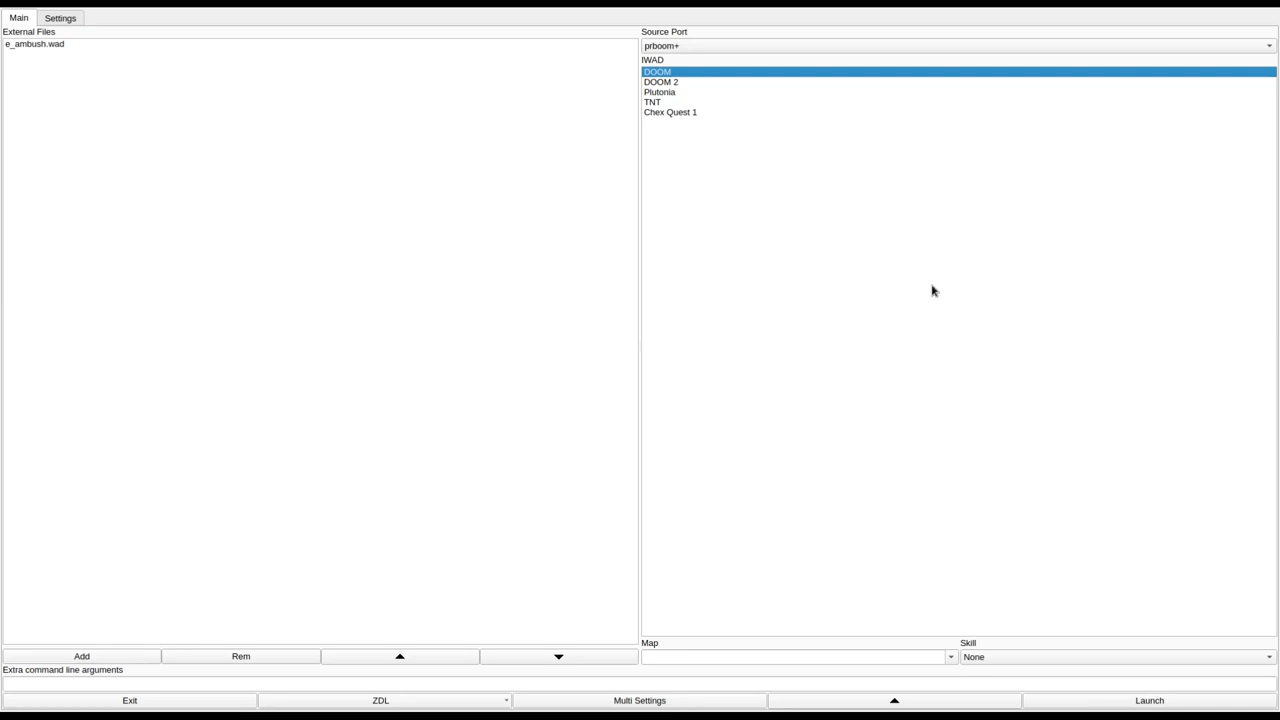 Main Settings
External Files
e_ambush.wad
Source Port
prboom+
IWAD
DOOM
DOOM 2
Plutonia
TNT
Chex Quest 1
Map
Skill
None
Add
Rem
Extra command line arguments
Exit
ZDL
Multi Settings
Launch